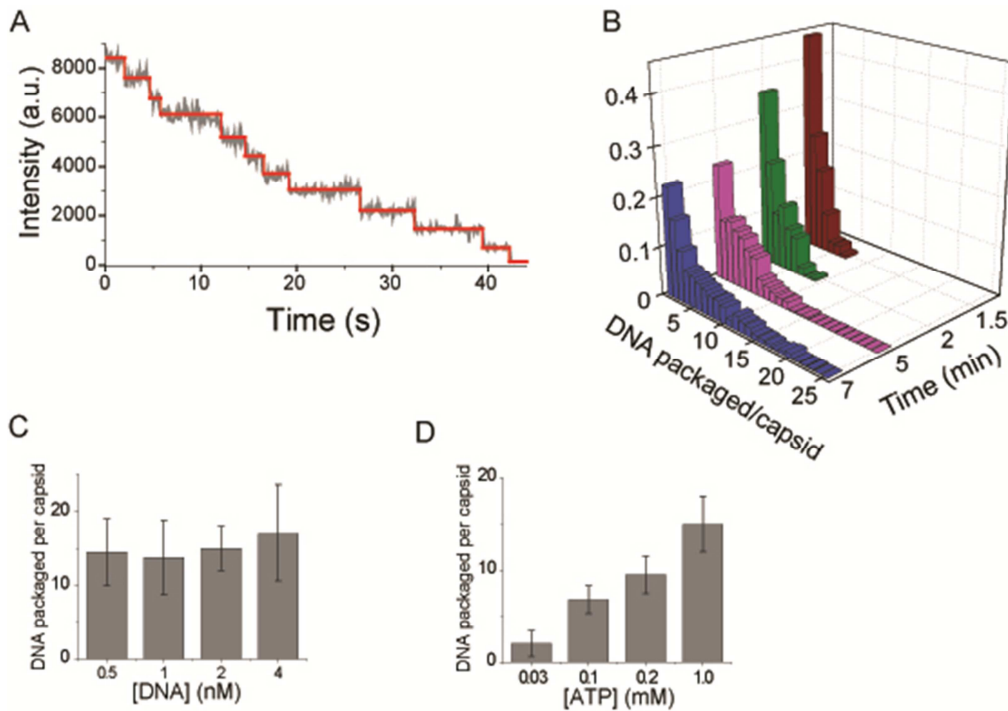 A
Intensity (a.u.)
8000
6000
4000
2000
0
0 10 20 30 40
Time (s)
B
0.4
0.3
0.2
0.1
0
5
10
15
20
25
DNA packaged/capsid
7
5
2
1.5
Time (min)
C
DNA packaged per capsid
20
10
0
0.5 1 2 4
[DNA] (nM)
D
DNA packaged per capsid
20
10
0
0.03 0.1 0.2 1.0
[ATP] (mM)